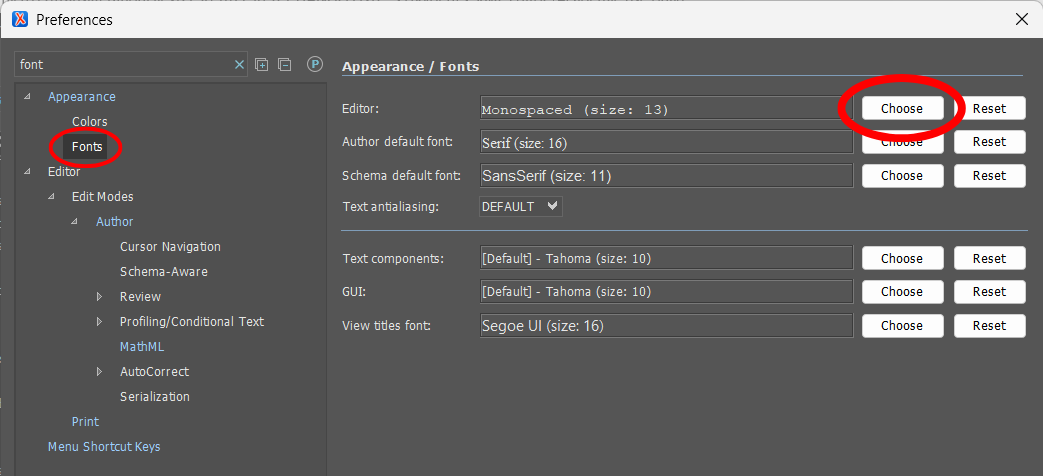 Preferences
font
P
Appearance
Colors
Fonts
Editor
Edit Modes
Author
Cursor Navigation
Schema-Aware
Review
Profiling/Conditional Text
MathML
AutoCorrect
Serialization
Print
Menu Shortcut Keys
Appearance / Fonts
Editor: Monospaced (size: 13) Choose Reset
Author default font: Serif (size: 16) Choose Reset
Schema default font: SansSerif (size: 11) Choose Reset
Text antialiasing: DEFAULT
Text components: [Default] - Tahoma (size: 10) Choose Reset
GUI: [Default] - Tahoma (size: 10) Choose Reset
View titles font: Segoe UI (size: 16) Choose Reset